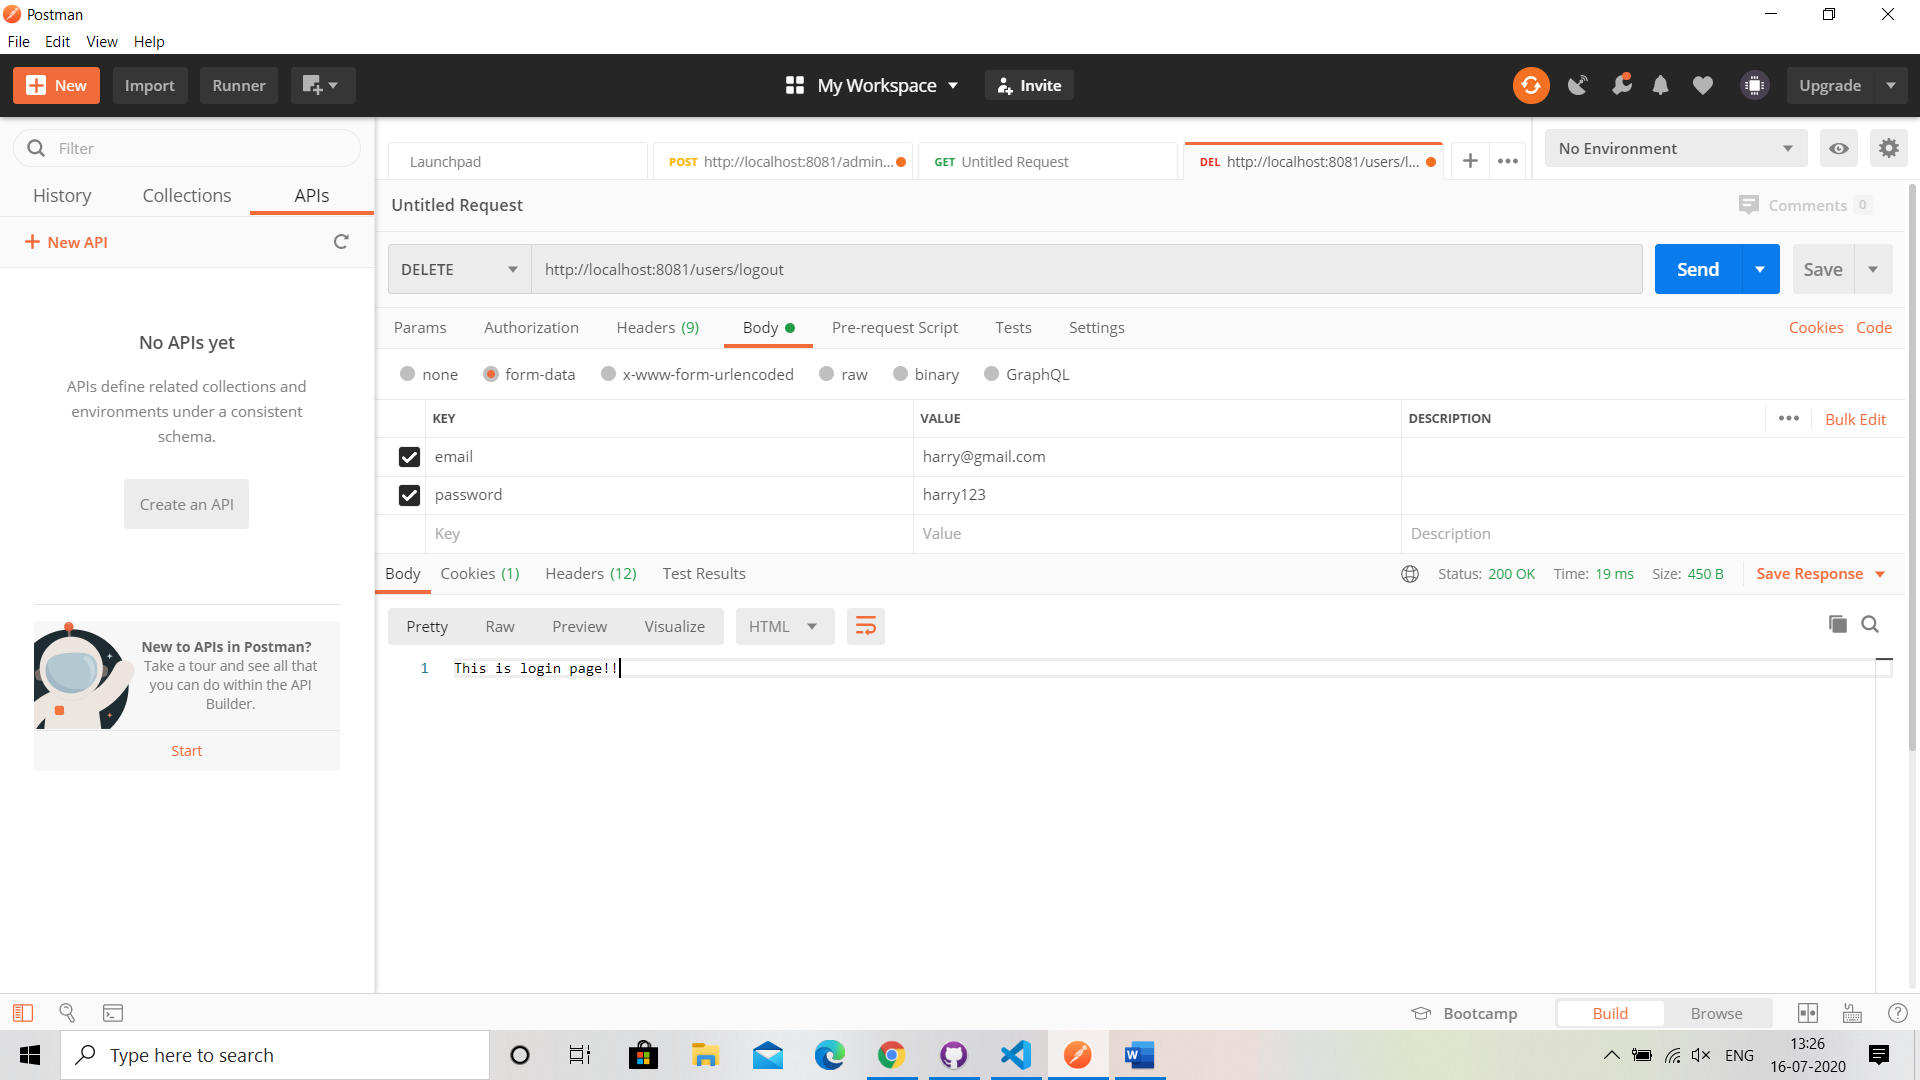 Postman
File Edit View Help
New Import Runner My Workspace Invite Upgrade
Filter
History Collections APIs
New API
No APIs yet
APIs define related collections and
environments under a consistent
schema.
Create an API
New to APIs in Postman?
Take a tour and see all that
you can do within the API
Builder.
Start
Launchpad POST http://localhost:8081/admin... GET Untitled Request DEL http://localhost:8081/users/l... No Environment
Untitled Request Comments 0
DELETE http://localhost:8081/users/logout Send Save
Params Authorization Headers (9) Body Pre-request Script Tests Settings Cookies Code
none form-data x-www-form-urlencoded raw binary GraphQL
KEY VALUE DESCRIPTION Bulk Edit
email harry@gmail.com
password harry123
Key Value Description
Body Cookies (1) Headers (12) Test Results Status: 200 OK Time: 19 ms Size: 450 B Save Response
Pretty Raw Preview Visualize HTML
1 This is login page!!
Bootcamp Build Browse
Type here to search ENG 13:26
16-07-2020